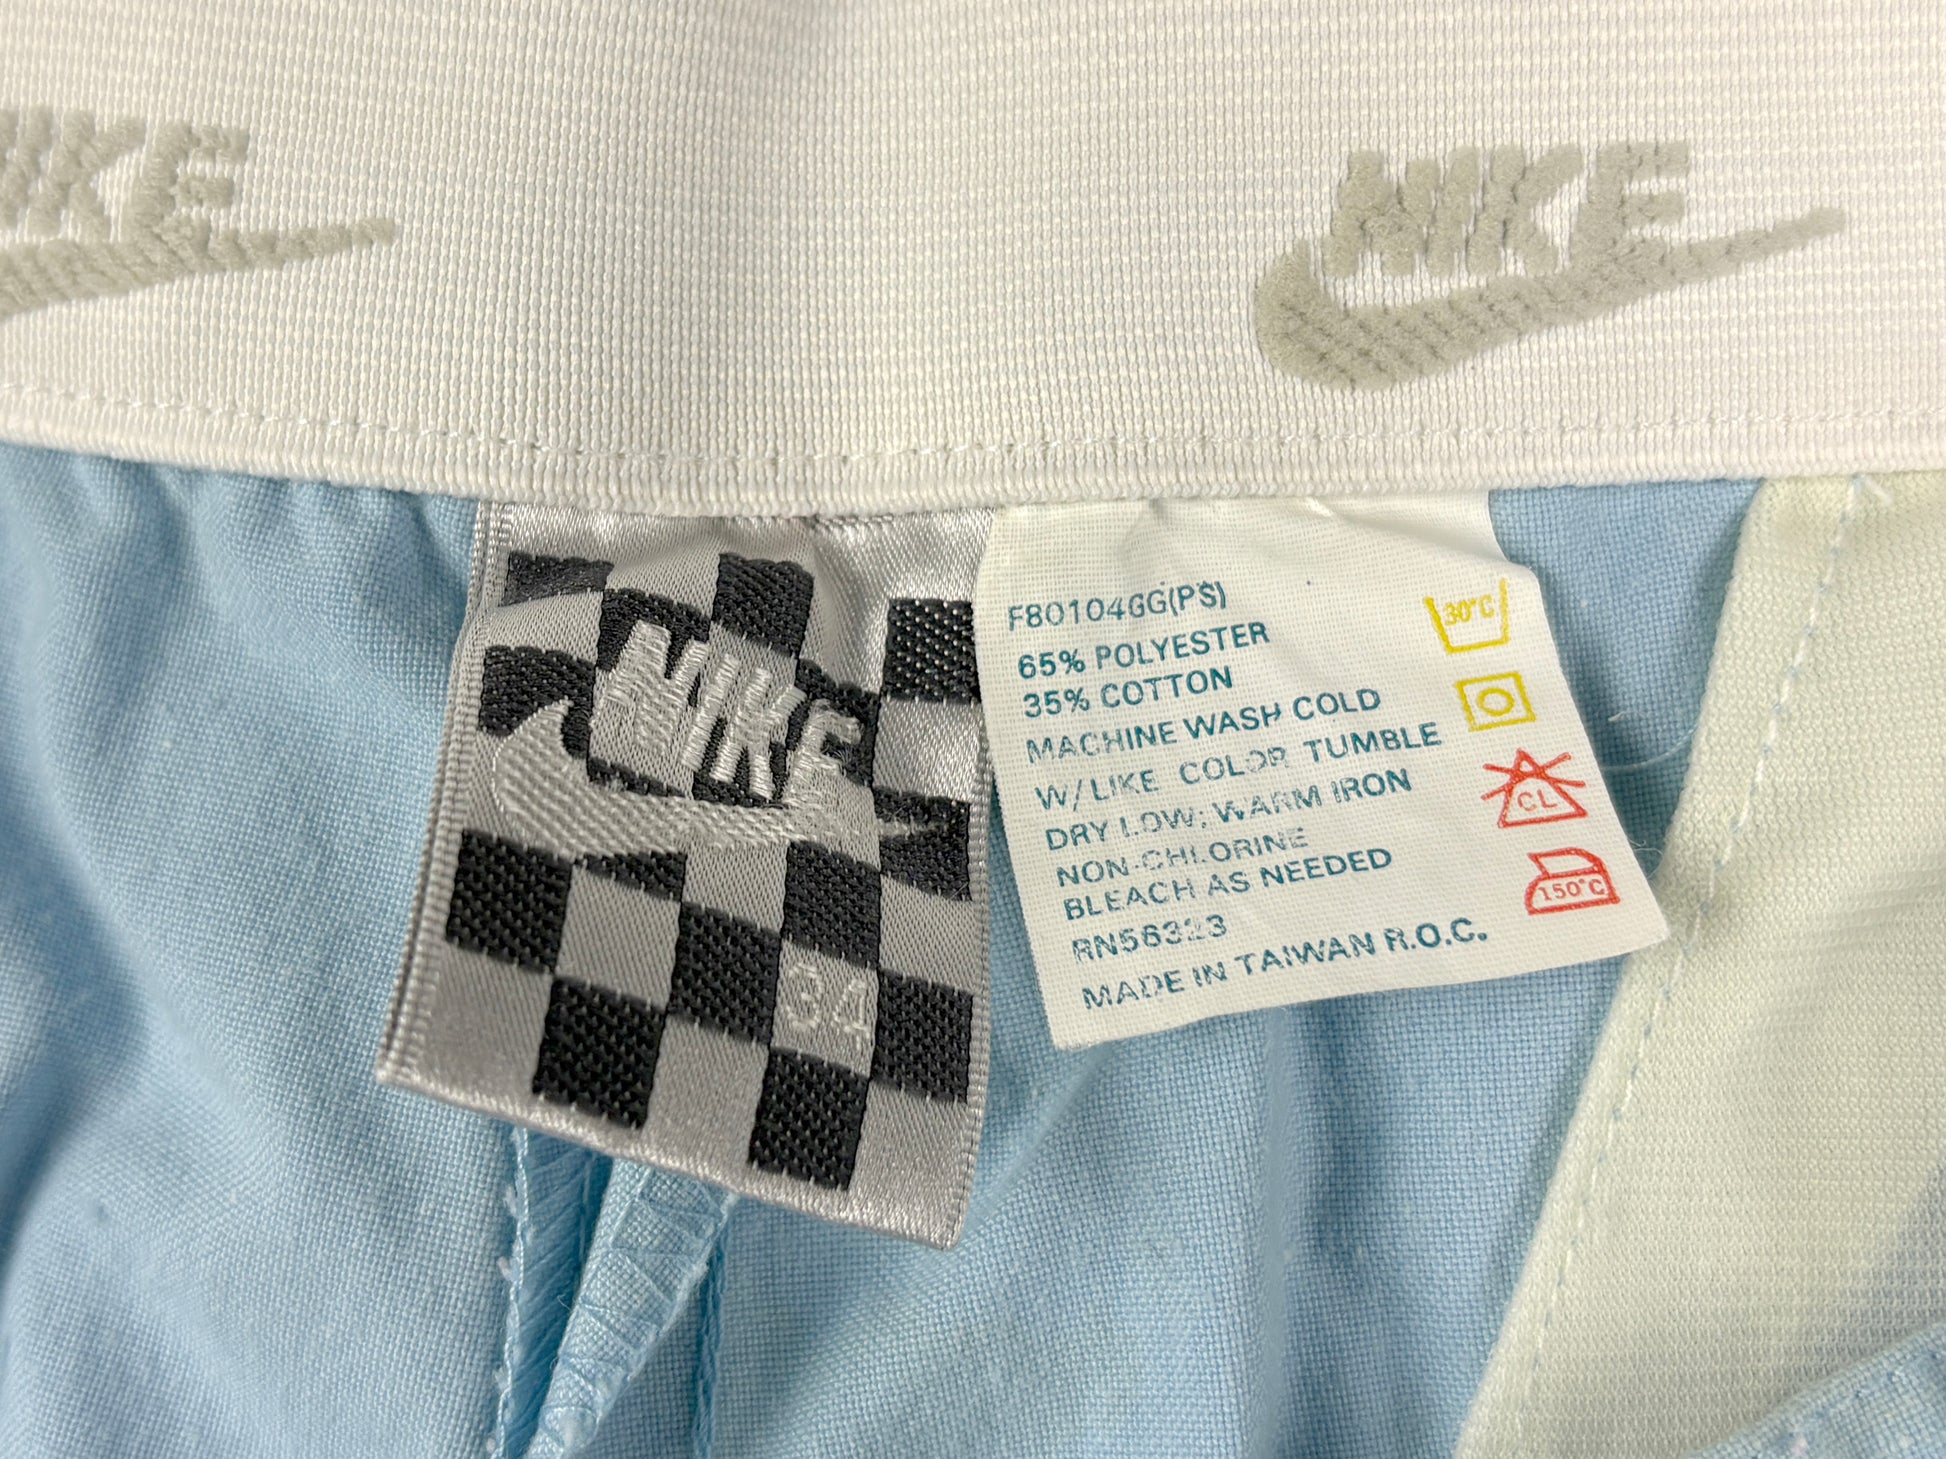 NIKE
NIKE
NIKE
34
F80104GG(PS)
65% POLYESTER
35% COTTON
MACHINE WASH COLD
W/LIKE COLOR TUMBLE
DRY LOW; WARM IRON
NON-CHLORINE
BLEACH AS NEEDED
RN56323
MADE IN TAIWAN R.O.C.
30°C
CL
150°C